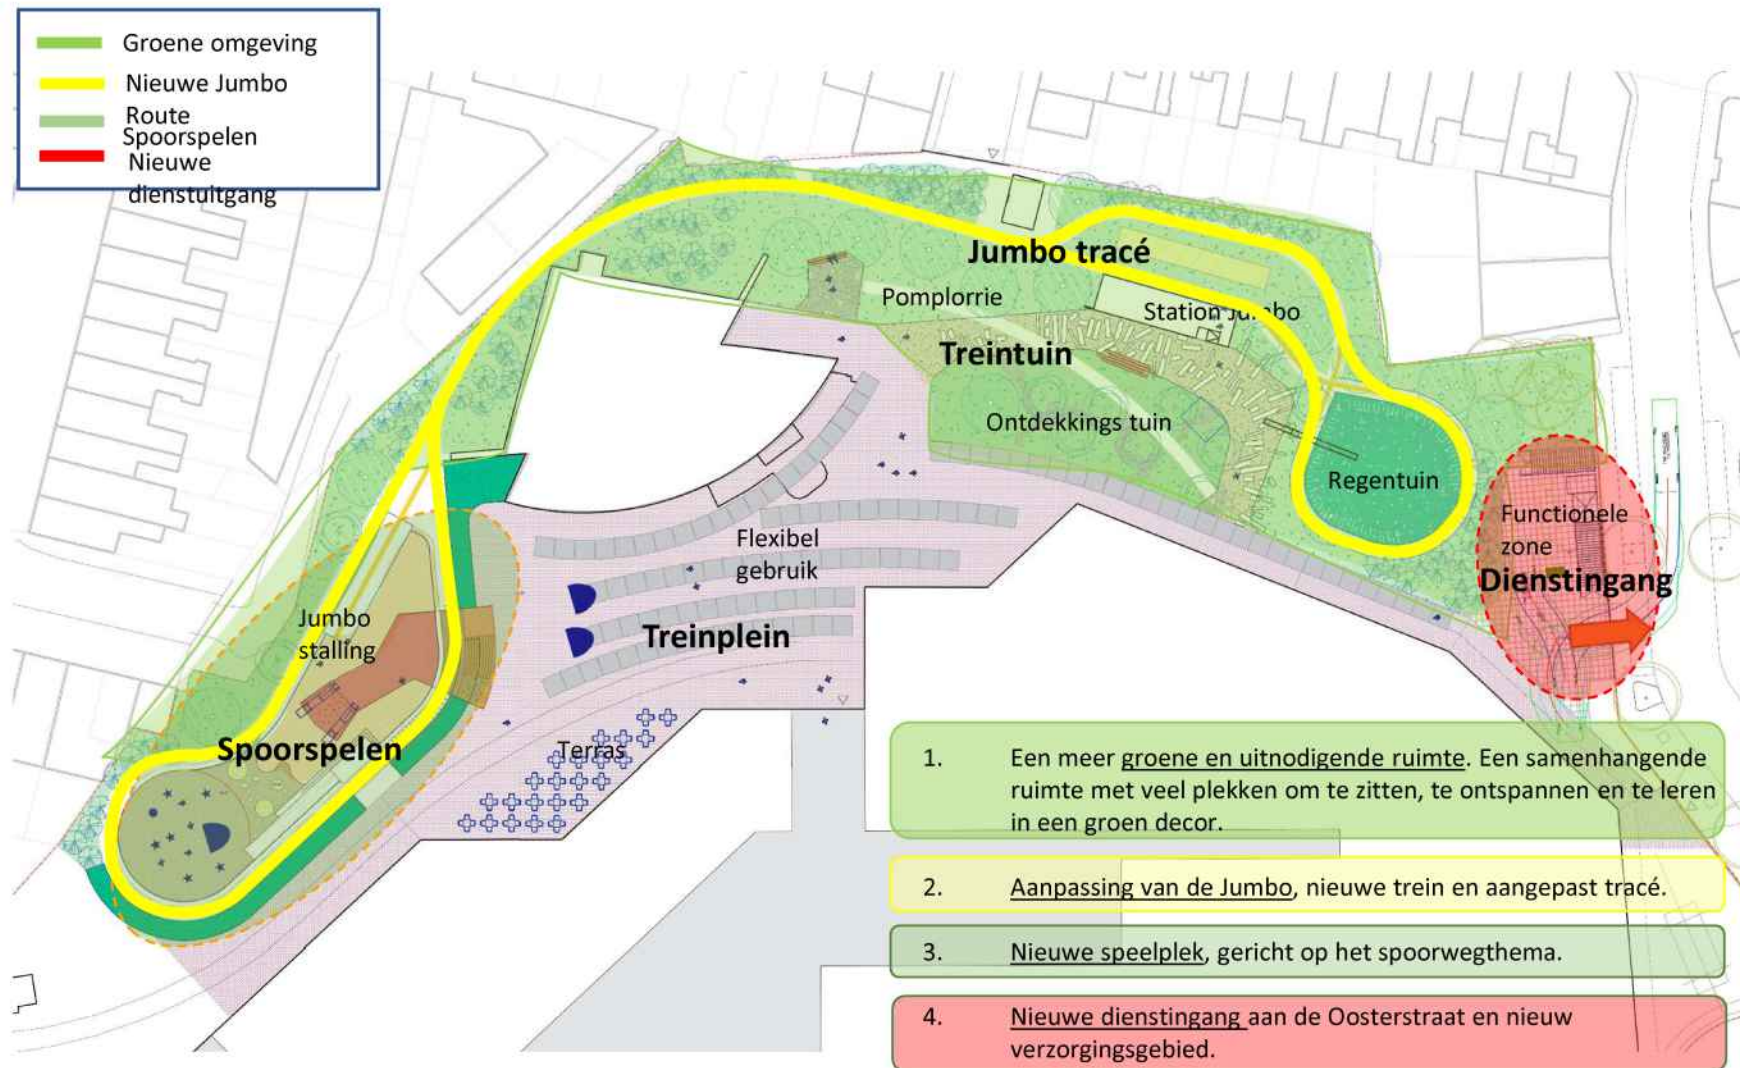 Groene omgeving
Nieuwe Jumbo
Route
Spoorspelen
Nieuwe
dienstuitgang
Jumbo tracé
Pomplorrie
Station Jumbo
Treintuin
Ontdekkings tuin
Regentuin
Functionele
zone
Dienstingang
Flexibel
gebruik
Treinplein
Jumbo
stalling
Spoorspelen
Terras
1. Een meer groene en uitnodigende ruimte. Een samenhangende
ruimte met veel plekken om te zitten, te ontspannen en te leren
in een groen decor.
2. Aanpassing van de Jumbo, nieuwe trein en aangepast tracé.
3. Nieuwe speelplek, gericht op het spoorwegthema.
4. Nieuwe dienstingang aan de Oosterstraat en nieuw
verzorgingsgebied.